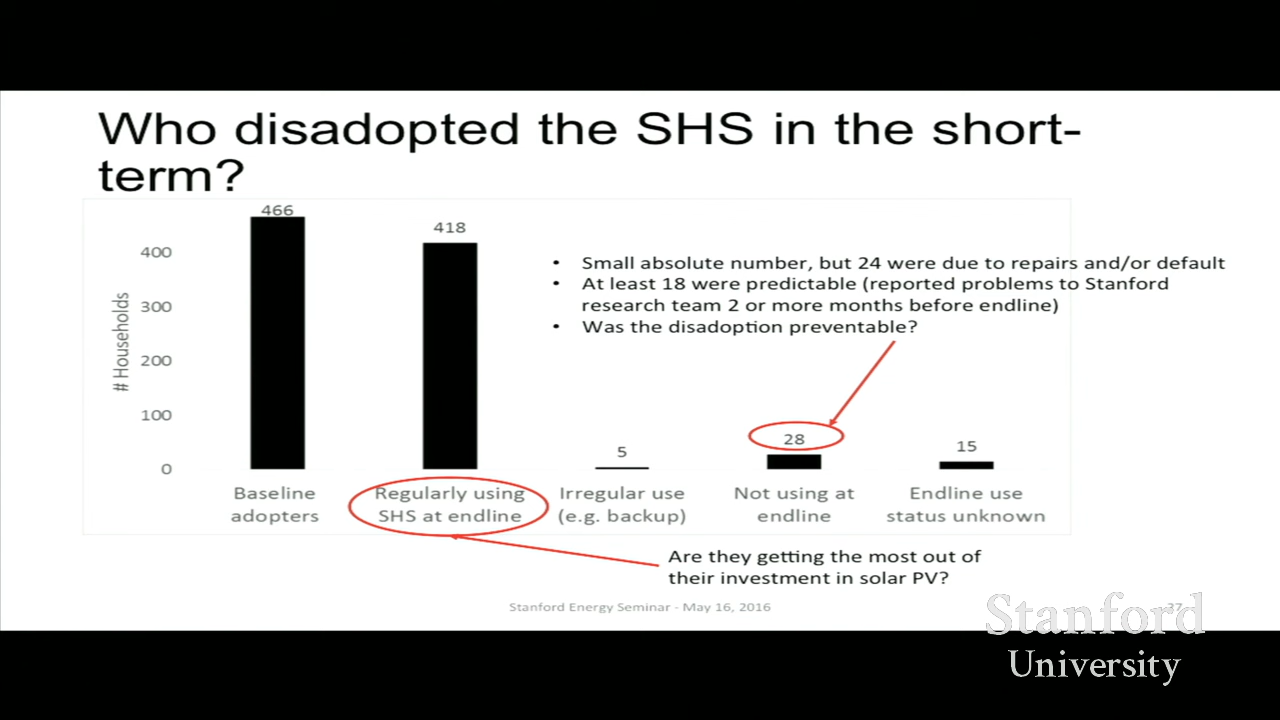 Who disadopted the SHS in the short-
term?
466
418
5
28
15
400
300
200
100
0
# Households
• Small absolute number, but 24 were due to repairs and/or default
• At least 18 were predictable (reported problems to Stanford
research team 2 or more months before endline)
• Was the disadoption preventable?
Baseline
adopters
Regularly using
SHS at endline
Irregular use
(e.g. backup)
Not using at
endline
Endline use
status unknown
Are they getting the most out of
their investment in solar PV?
Stanford Energy Seminar - May 16, 2016
37
Stanford
University